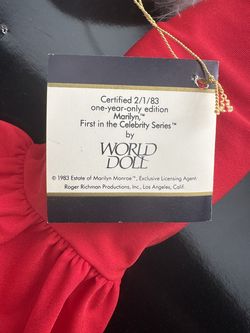 Certified 2/1/83
one-year-only edition
Marilyn,™
First in the Celebrity Series™
by
WORLD
DOLL™
© 1983 Estate of Marilyn Monroe™, Exclusive Licensing Agent
Roger Richman Productions, Inc., Los Angeles, Calif.